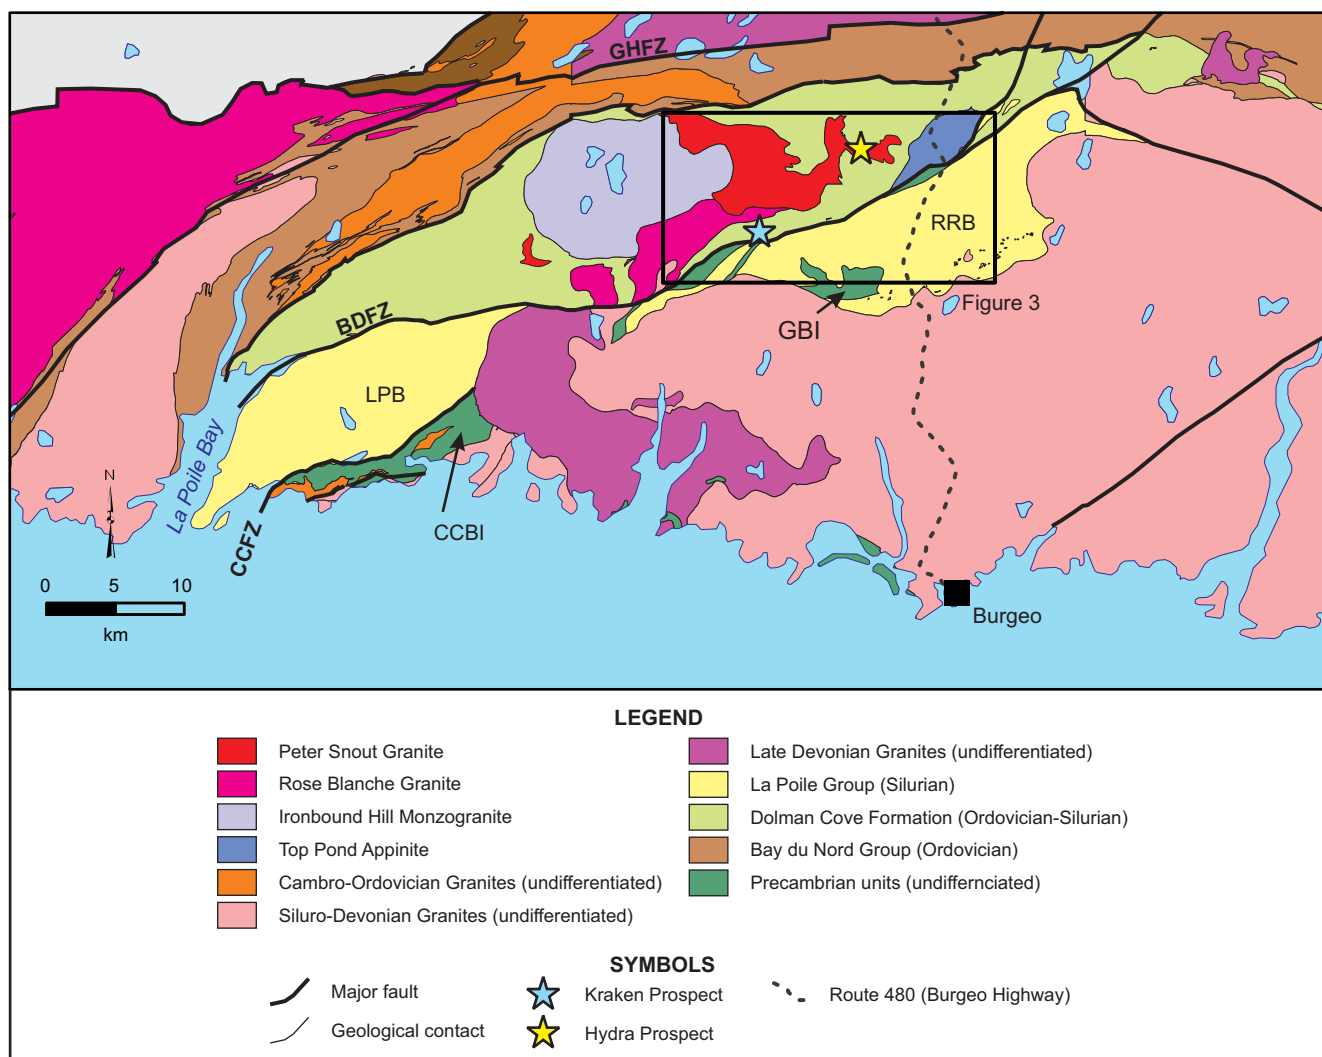 GHFZ
RRB
Figure 3
GBI
BDFZ
LPB
La Poile Bay
N
CCBI
CCFZ
0 5 10
km
Burgeo
LEGEND
Peter Snout Granite
Rose Blanche Granite
Ironbound Hill Monzogranite
Top Pond Appinite
Cambro-Ordovician Granites (undifferentiated)
Siluro-Devonian Granites (undifferentiated)
Late Devonian Granites (undifferentiated)
La Poile Group (Silurian)
Dolman Cove Formation (Ordovician-Silurian)
Bay du Nord Group (Ordovician)
Precambrian units (undiffernciated)
SYMBOLS
Major fault
Geological contact
Kraken Prospect
Hydra Prospect
Route 480 (Burgeo Highway)